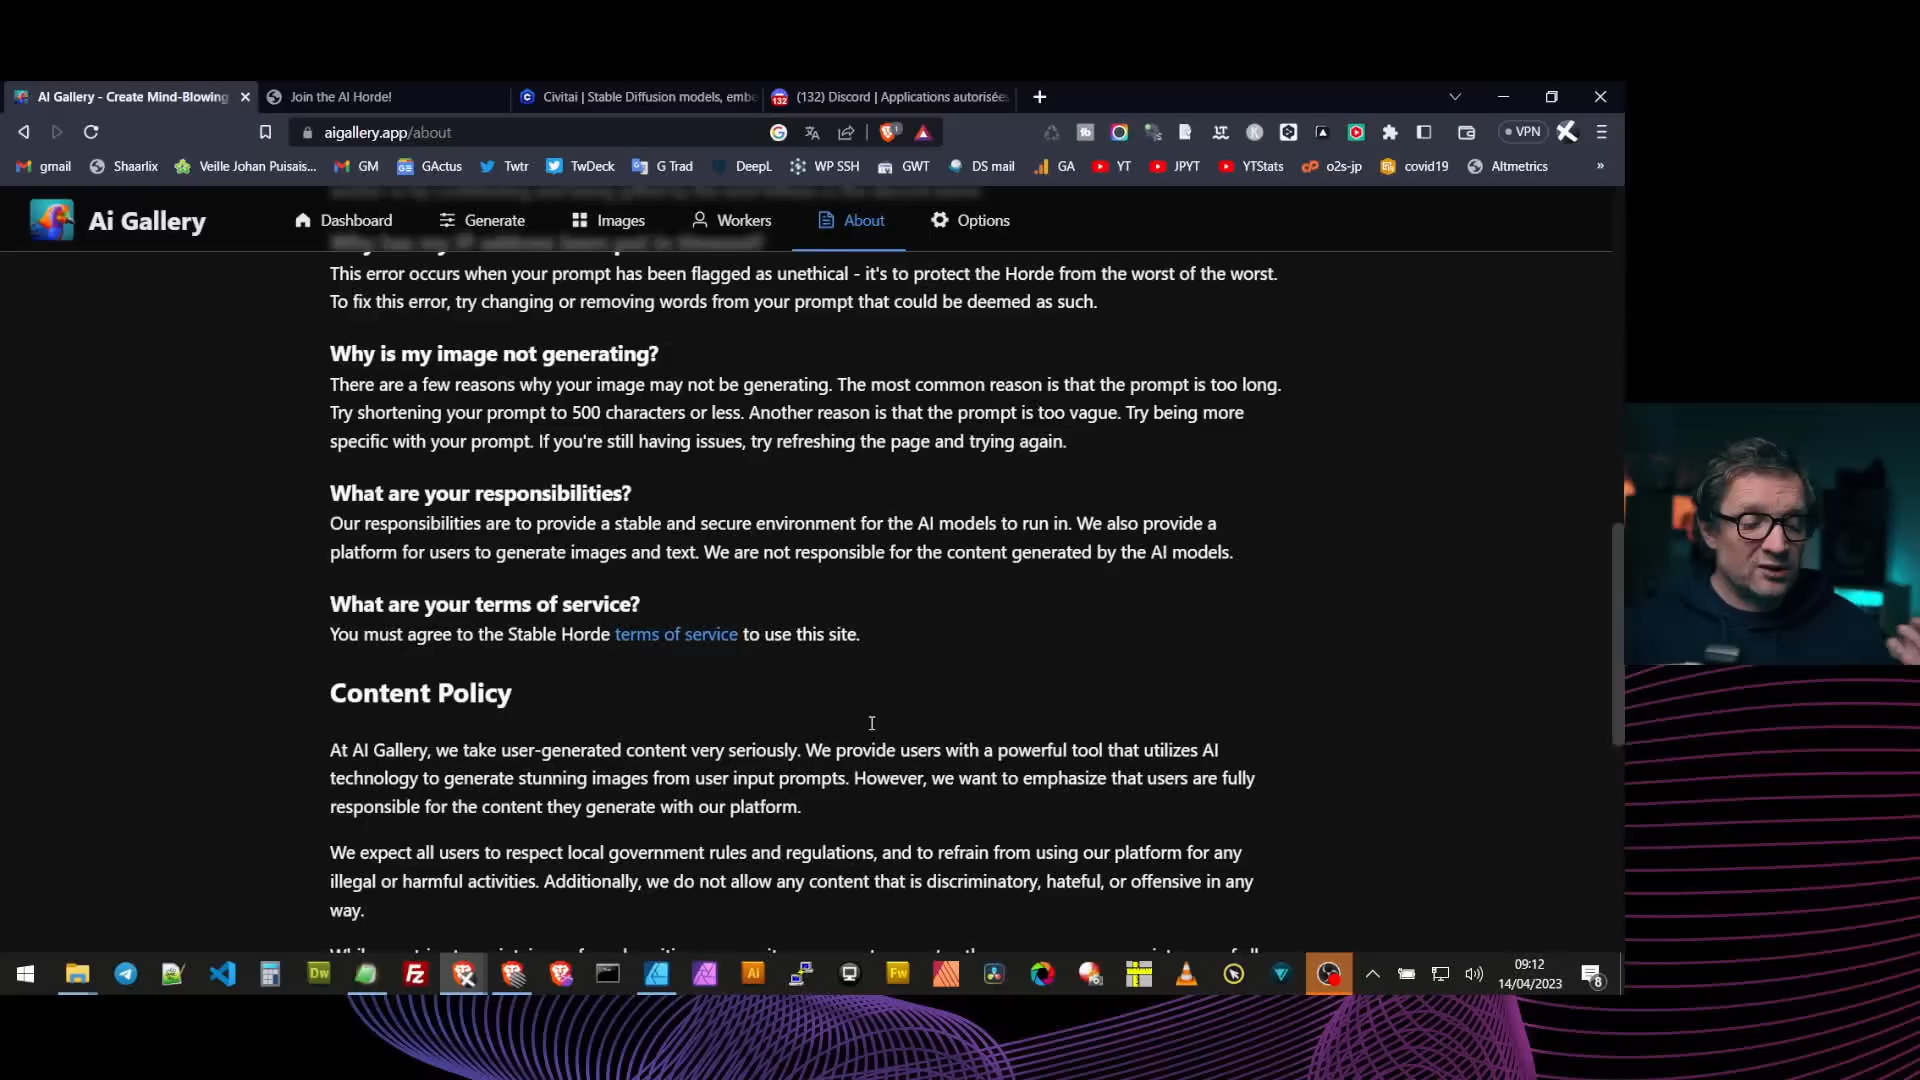 AI Gallery - Create Mind-Blowing
Join the AI Horde!
Civitai | Stable Diffusion models, embe
(132) Discord | Applications autorisées
aigallery.app/about
VPN
gmail
Shaarlix
Veille Johan Puisais...
GM
GActus
Twtr
TwDeck
G Trad
DeepL
WP SSH
GWT
DS mail
GA
YT
JPYT
YTStats
o2s-jp
covid19
Altmetrics
»
Ai Gallery
Dashboard
Generate
Images
Workers
About
Options
This error occurs when your prompt has been flagged as unethical - it's to protect the Horde from the worst of the worst.
To fix this error, try changing or removing words from your prompt that could be deemed as such.
Why is my image not generating?
There are a few reasons why your image may not be generating. The most common reason is that the prompt is too long.
Try shortening your prompt to 500 characters or less. Another reason is that the prompt is too vague. Try being more
specific with your prompt. If you're still having issues, try refreshing the page and trying again.
What are your responsibilities?
Our responsibilities are to provide a stable and secure environment for the AI models to run in. We also provide a
platform for users to generate images and text. We are not responsible for the content generated by the AI models.
What are your terms of service?
You must agree to the Stable Horde terms of service to use this site.
Content Policy
At AI Gallery, we take user-generated content very seriously. We provide users with a powerful tool that utilizes AI
technology to generate stunning images from user input prompts. However, we want to emphasize that users are fully
responsible for the content they generate with our platform.
We expect all users to respect local government rules and regulations, and to refrain from using our platform for any
illegal or harmful activities. Additionally, we do not allow any content that is discriminatory, hateful, or offensive in any
way.
Dw
Fz
Ai
Fw
09:12
14/04/2023
8